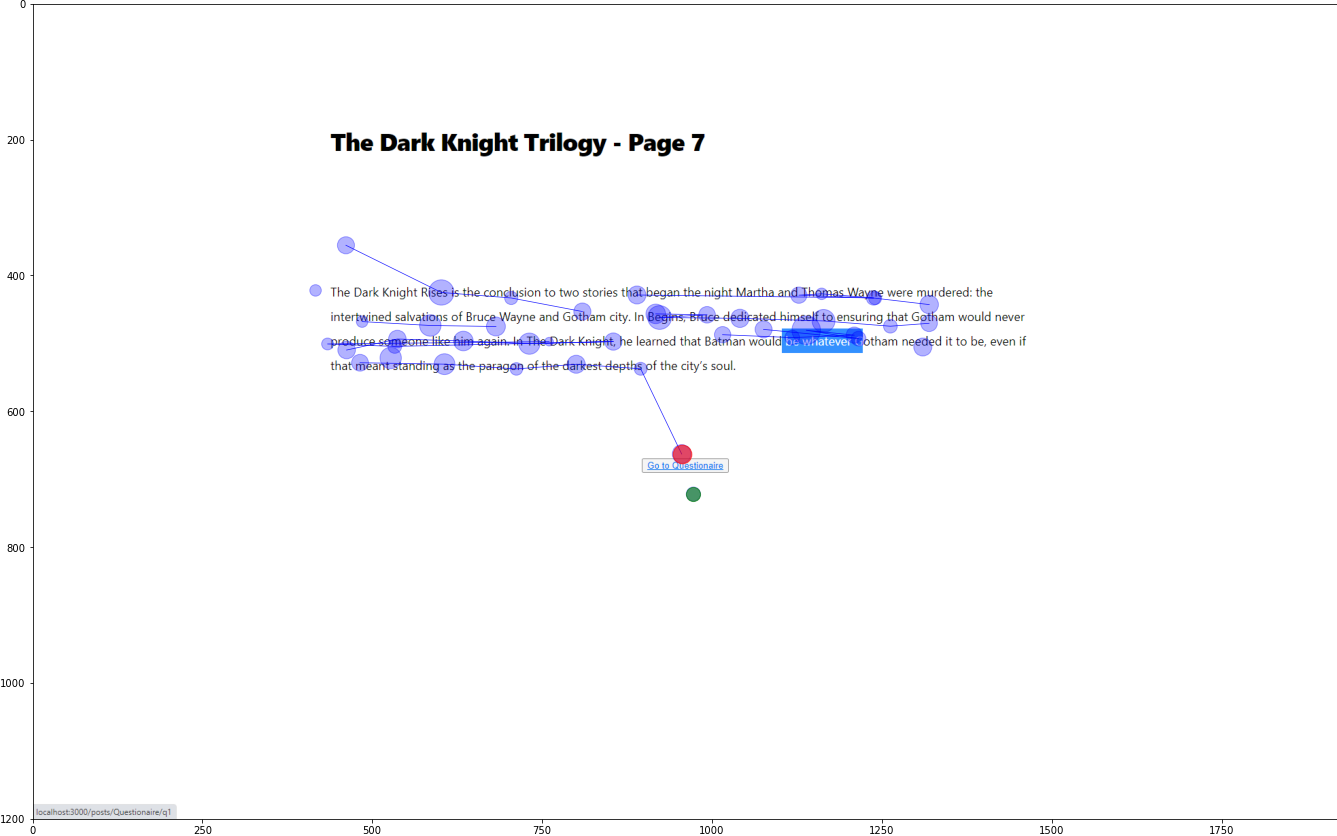 0
200
The Dark Knight Trilogy - Page 7
400
The Dark Knight Rises is the conclusion to two stories that began the night Martha and Thomas Wayne were murdered: the
intertwined salvations of Bruce Wayne and Gotham city. In Begins, Bruce dedicated himself to ensuring that Gotham would never
produce someone like him again. In The Dark Knight, he learned that Batman would be whatever Gotham needed it to be, even if
that meant standing as the paragon of the darkest depths of the city's soul.
600
Go to Questionaire
800
1000
localhost:3000/posts/Questionaire/q1
1200
0 250 500 750 1000 1250 1500 1750